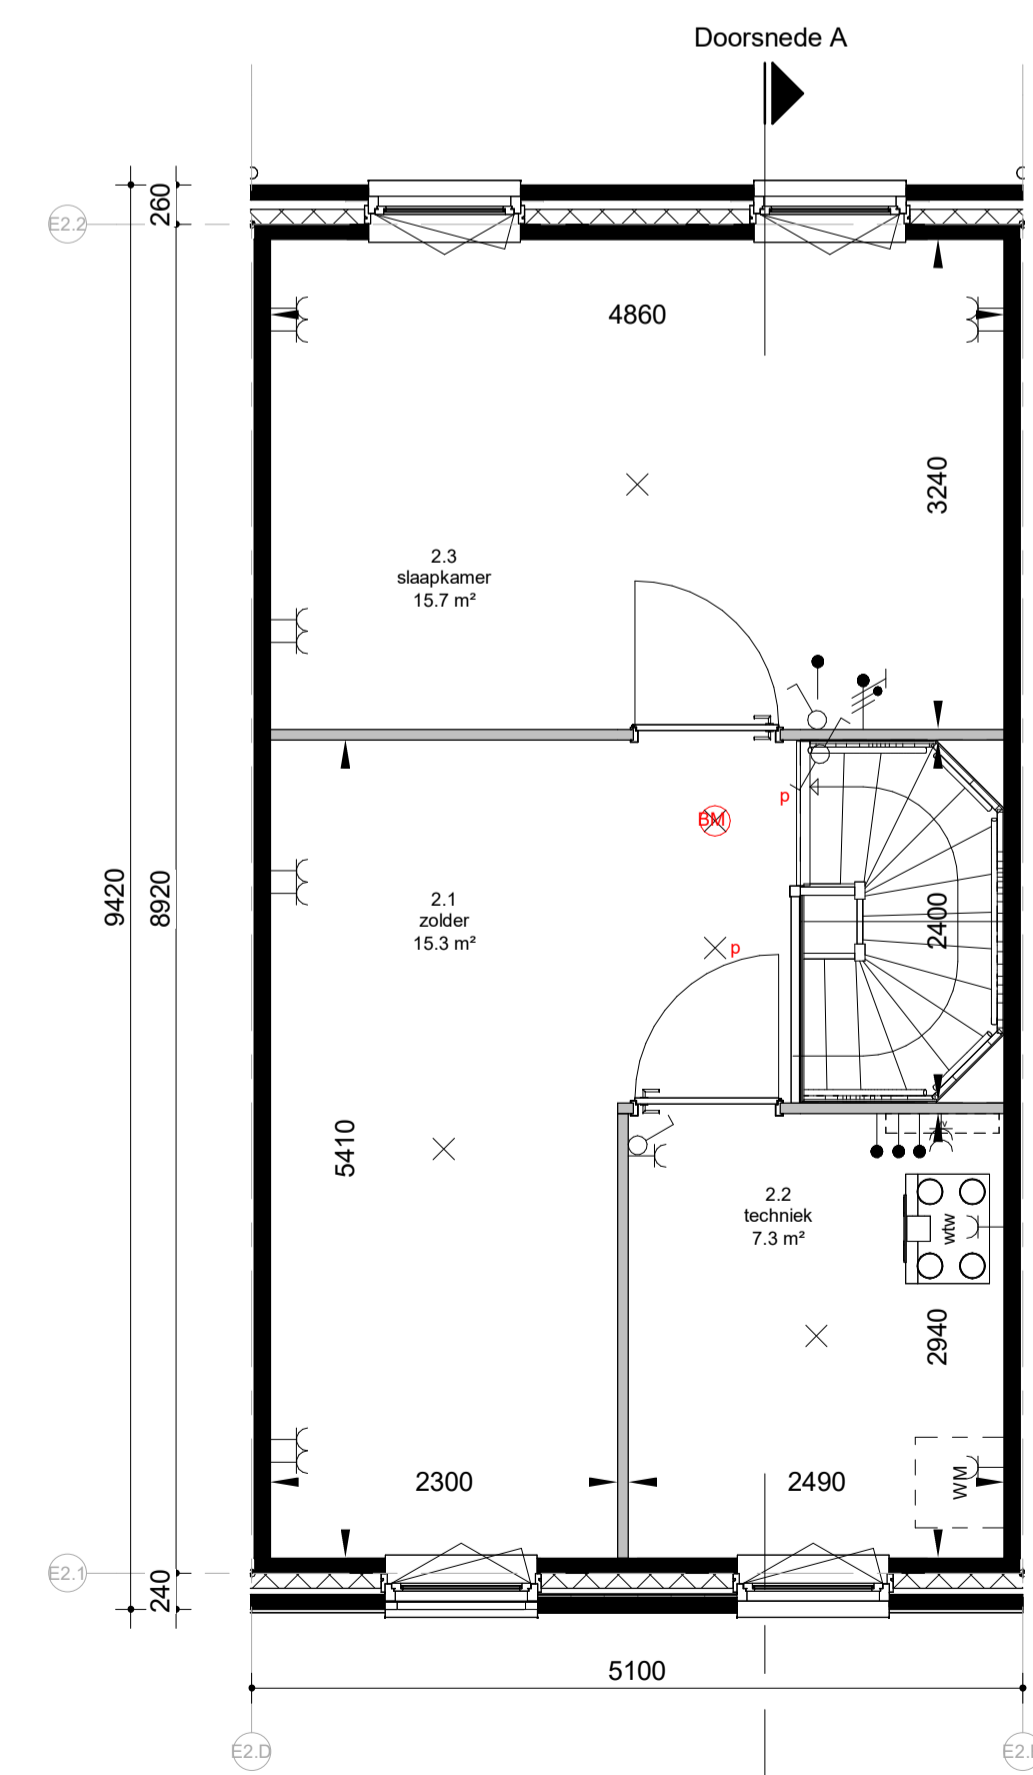 Doorsnede A
260
E2.2
4860
3240
2.3
slaapkamer
15.7 m²
p
BM
9420
8920
2.1
zolder
15.3 m²
2400
p
5410
2.2
techniek
7.3 m²
wtw
2940
2300
2490
WM
E2.1
240
5100
E2.D